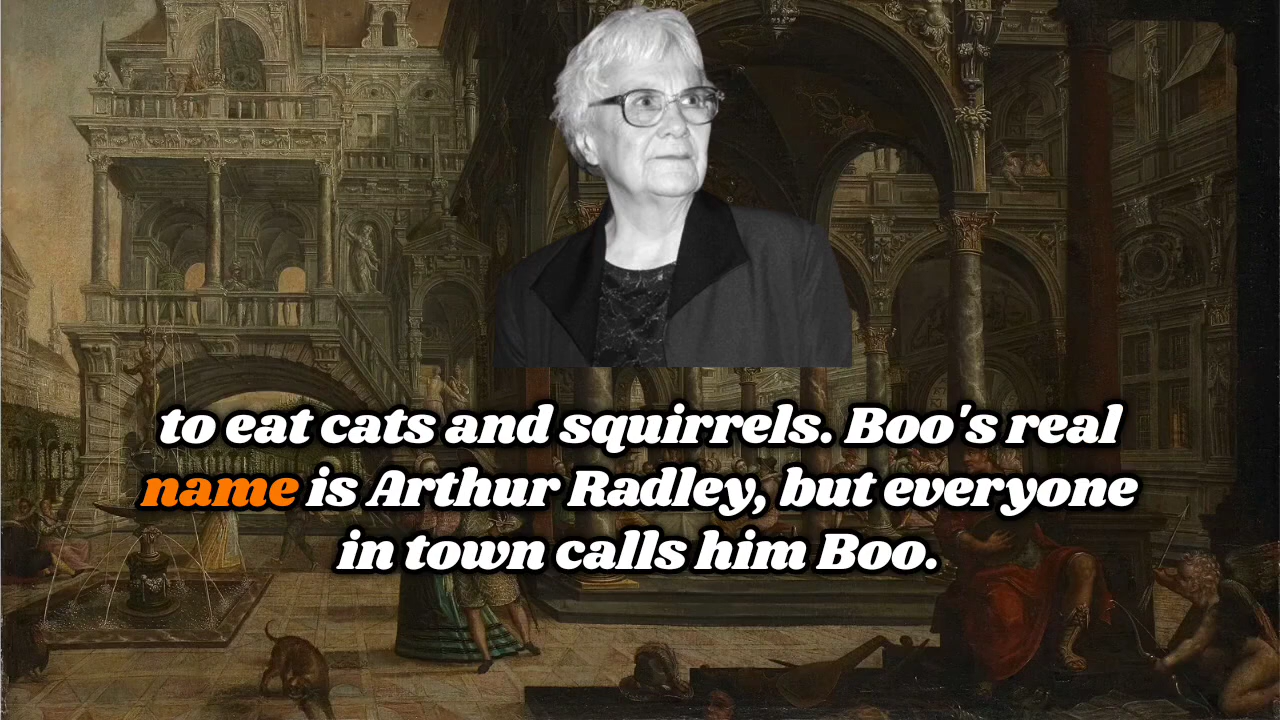 to eat cats and squirrels. Boo's real
name is Arthur Radley, but everyone
in town calls him Boo.